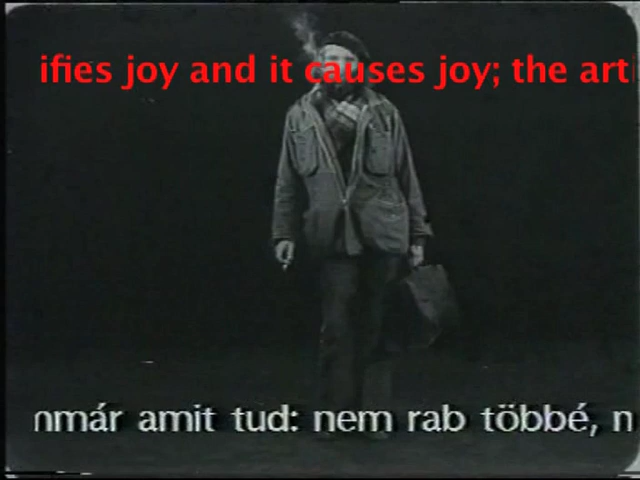 ifies joy and it causes joy; the arti
nmár amit tud: nem rab többé, n